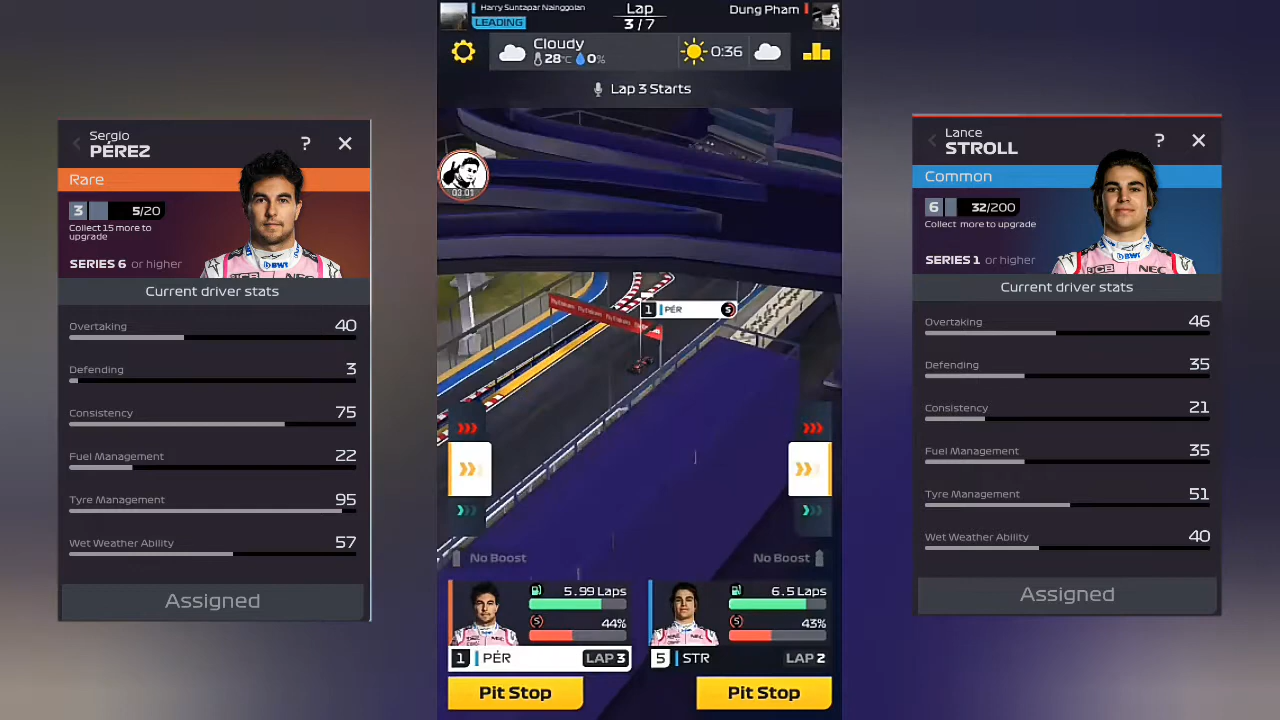 Harry Suntapar Nainggolan
LEADING
Lap
3 / 7
Dung Pham
Cloudy
28°C 0%
0:36
Lap 3 Starts
Sergio
PÉREZ
?
Rare
3
5/20
Collect 15 more to
upgrade
SERIES 6 or higher
Current driver stats
Overtaking 40
Defending 3
Consistency 75
Fuel Management 22
Tyre Management 95
Wet Weather Ability 57
Assigned
03.01
1 PÉR S
No Boost
No Boost
5.99 Laps
S 44%
1 PÉR LAP 3
Pit Stop
6.5 Laps
S 43%
5 STR LAP 2
Pit Stop
Lance
STROLL
?
Common
6
32/200
Collect more to upgrade
SERIES 1 or higher
Current driver stats
Overtaking 46
Defending 35
Consistency 21
Fuel Management 35
Tyre Management 51
Wet Weather Ability 40
Assigned